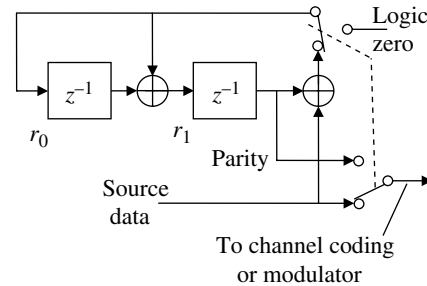 Logic
zero
z⁻¹
z⁻¹
r₀
r₁
Parity
Source
data
To channel coding
or modulator